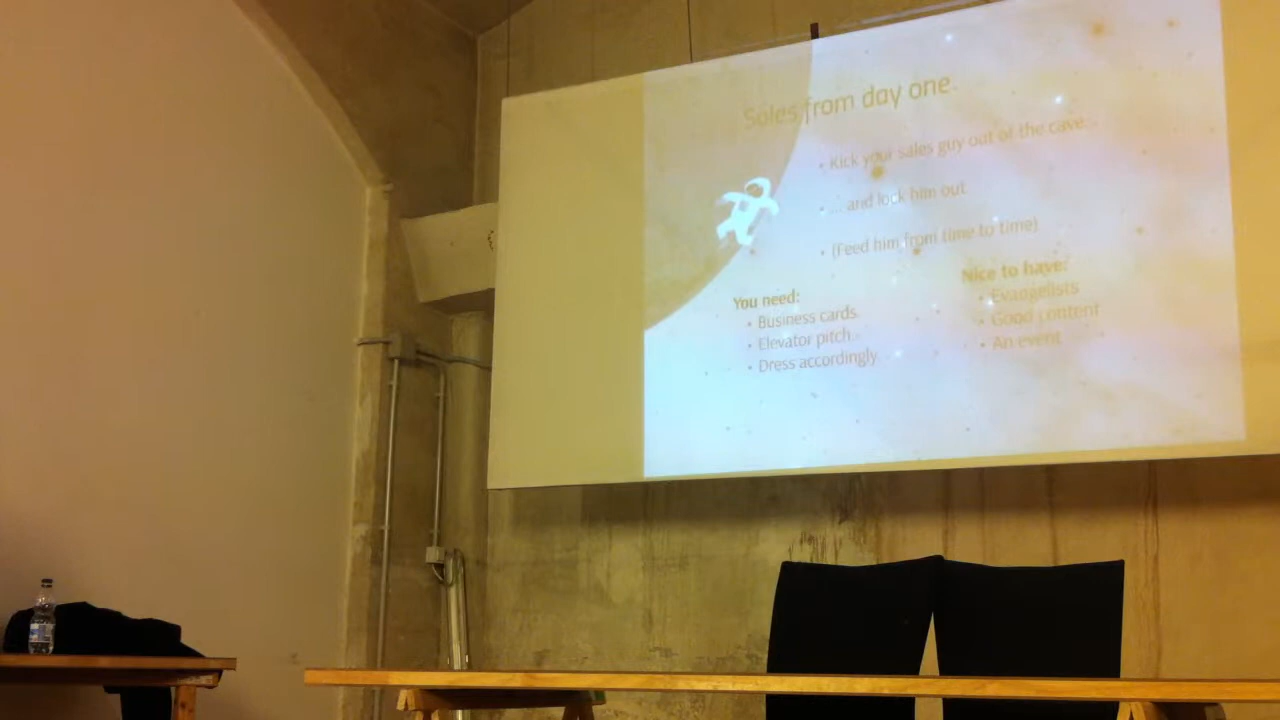 Sales from day one
• Kick your sales guy out of the cave...
• ... and lock him out.
• (Feed him from time to time)
You need:
• Business cards.
• Elevator pitch.
• Dress accordingly
Nice to have:
• Evangelists
• Good content
• An event